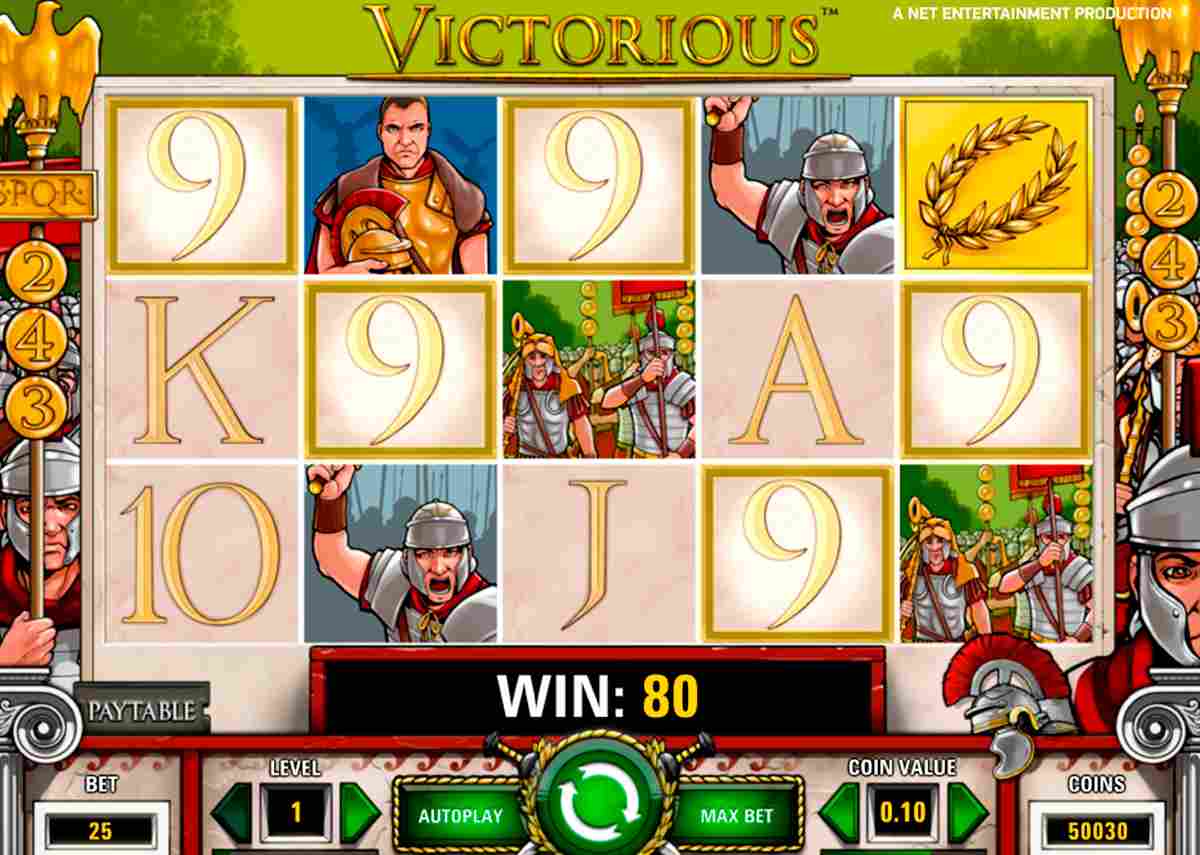 VICTORIOUS™
A NET ENTERTAINMENT PRODUCTION
SPQR
2
4
3
2
4
3
9
9
K
9
A
9
10
J
9
WIN: 80
PAYTABLE
BET
25
LEVEL
1
AUTOPLAY
MAX BET
COIN VALUE
0.10
COINS
50030